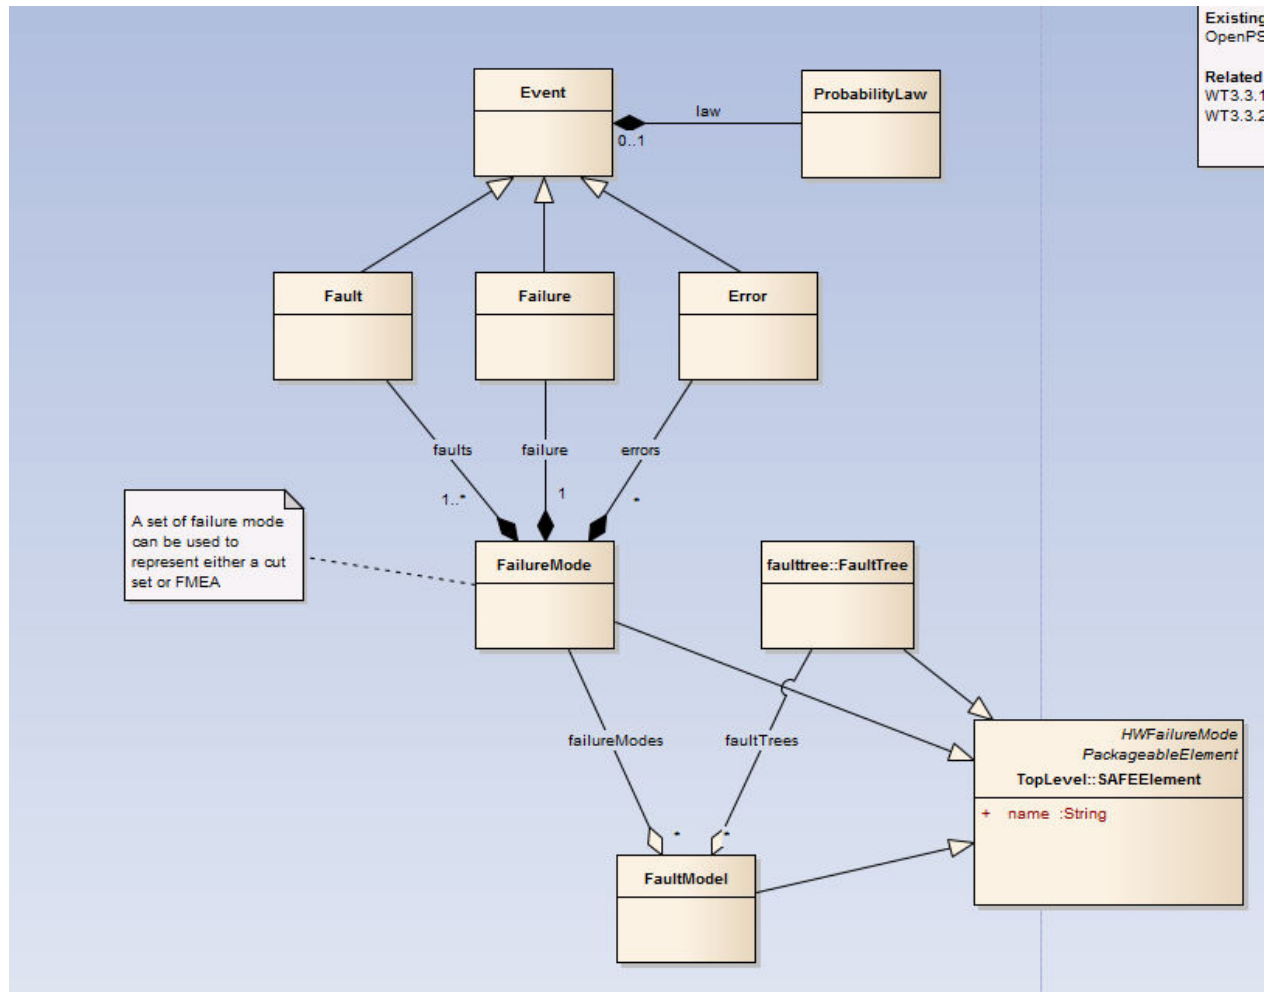 Existing
OpenPS
Related
WT3.3.1
WT3.3.2
Event
ProbabilityLaw
law
0..1
Fault
Failure
Error
faults
failure
errors
1..*
1
*
A set of failure mode
can be used to
represent either a cut
set or FMEA
FailureMode
faulttree::FaultTree
failureModes
faultTrees
HWFailureMode
PackageableElement
TopLevel::SAFEElement
+ name :String
*
*
FaultModel